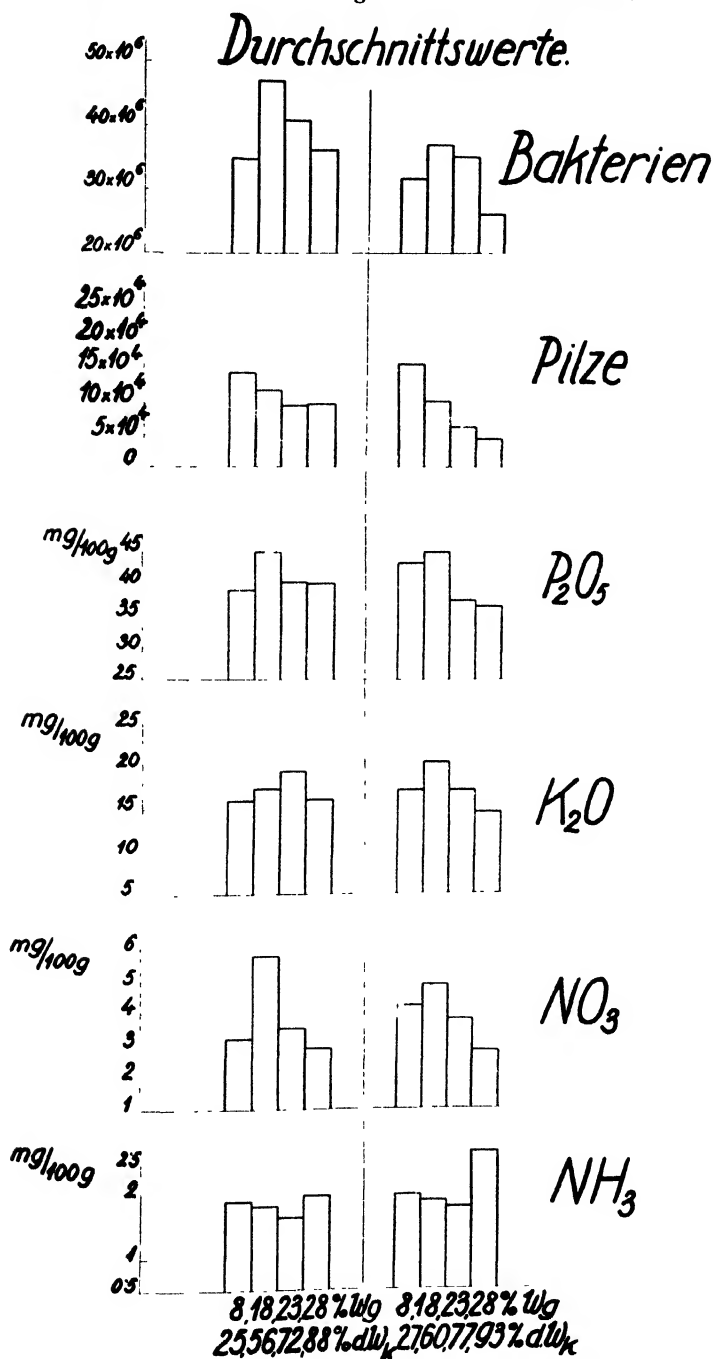 Durchschnittswerte.
50×10⁶
40×10⁶
30×10⁶
20×10⁶
Bakterien
25×10⁴
20×10⁴
15×10⁴
10×10⁴
5×10⁴
0
Pilze
mg/100g 45
40
35
30
25
P₂O₅
mg/100g 25
20
15
10
5
K₂O
mg/100g 6
5
4
3
2
1
NO₃
mg/100g 2.5
2
1
0.5
NH₃
8,18,23,28 % Wg 8,18,23,28 % Wg
25,56,72,88 % d.Wₖ 27,60,77,93 % d.Wₖ